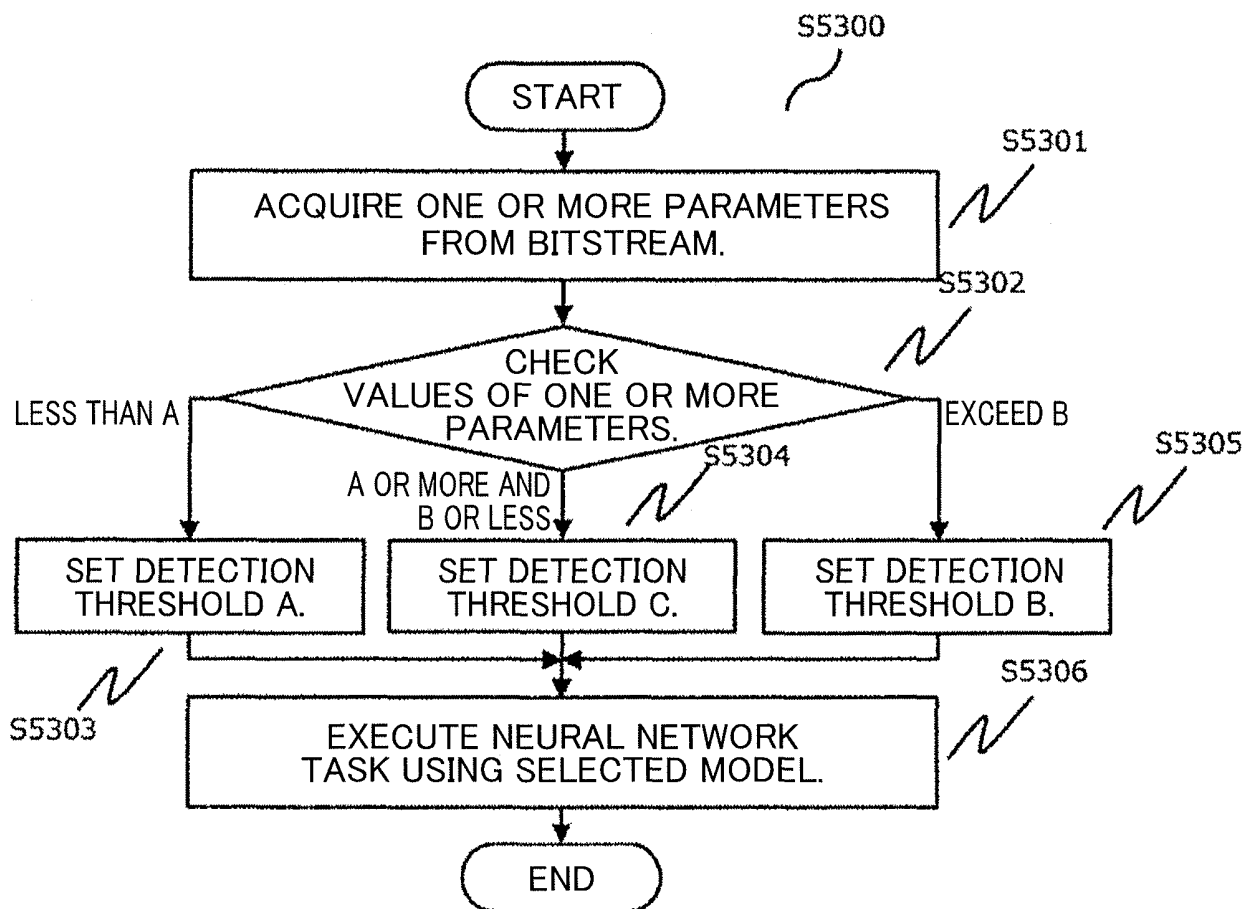 S5300
START
S5301
ACQUIRE ONE OR MORE PARAMETERS
FROM BITSTREAM.
S5302
CHECK
VALUES OF ONE OR MORE
PARAMETERS.
LESS THAN A
EXCEED B
A OR MORE AND
B OR LESS
S5304
S5305
SET DETECTION
THRESHOLD A.
SET DETECTION
THRESHOLD C.
SET DETECTION
THRESHOLD B.
S5303
S5306
EXECUTE NEURAL NETWORK
TASK USING SELECTED MODEL.
END